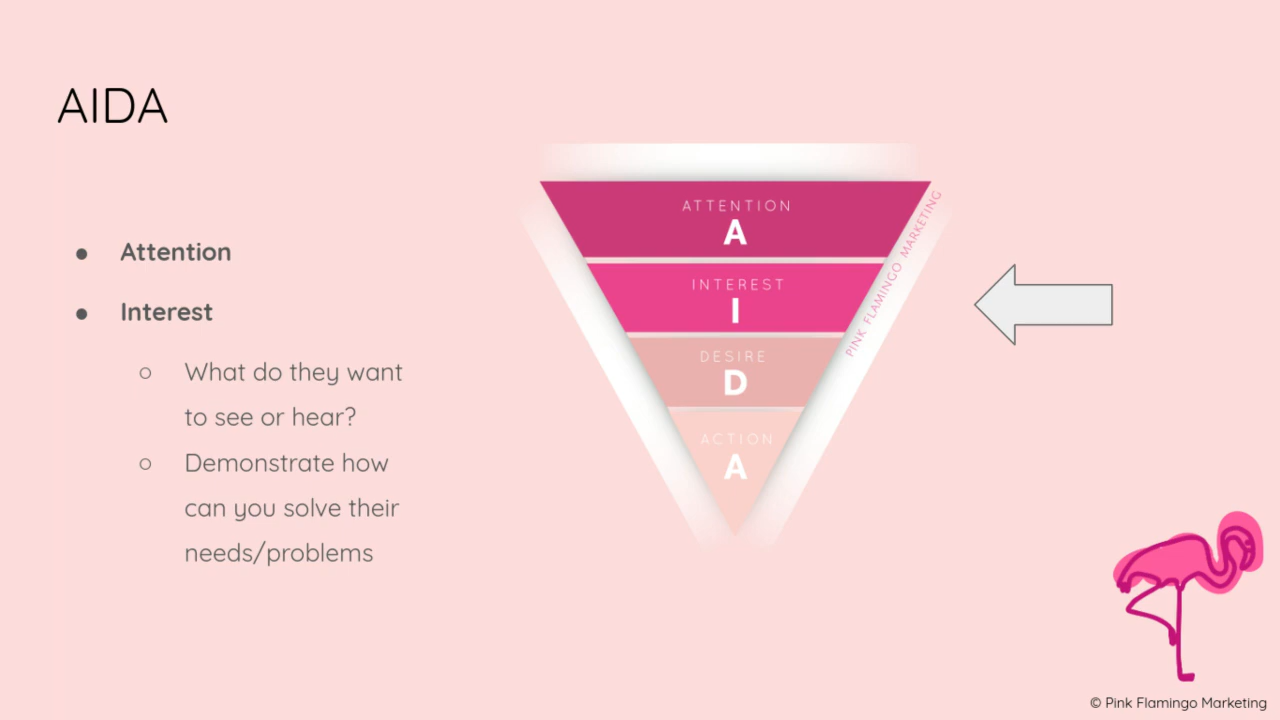 AIDA
● Attention
● Interest
○ What do they want
to see or hear?
○ Demonstrate how
can you solve their
needs/problems
ATTENTION
A
INTEREST
I
DESIRE
D
ACTION
A
PINK FLAMINGO MARKETING
© Pink Flamingo Marketing